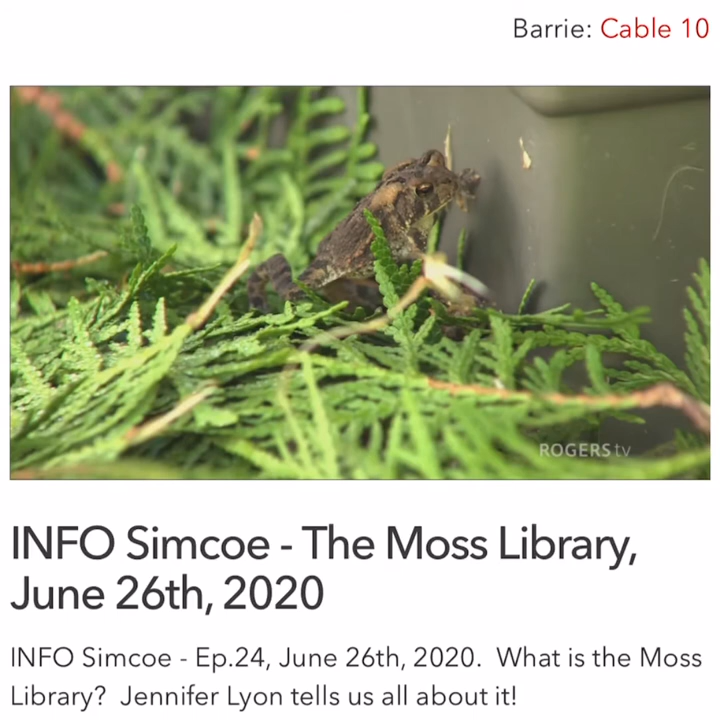 Barrie: Cable 10
ROGERS tv
INFO Simcoe - The Moss Library,
June 26th, 2020
INFO Simcoe - Ep.24, June 26th, 2020.  What is the Moss
Library?  Jennifer Lyon tells us all about it!